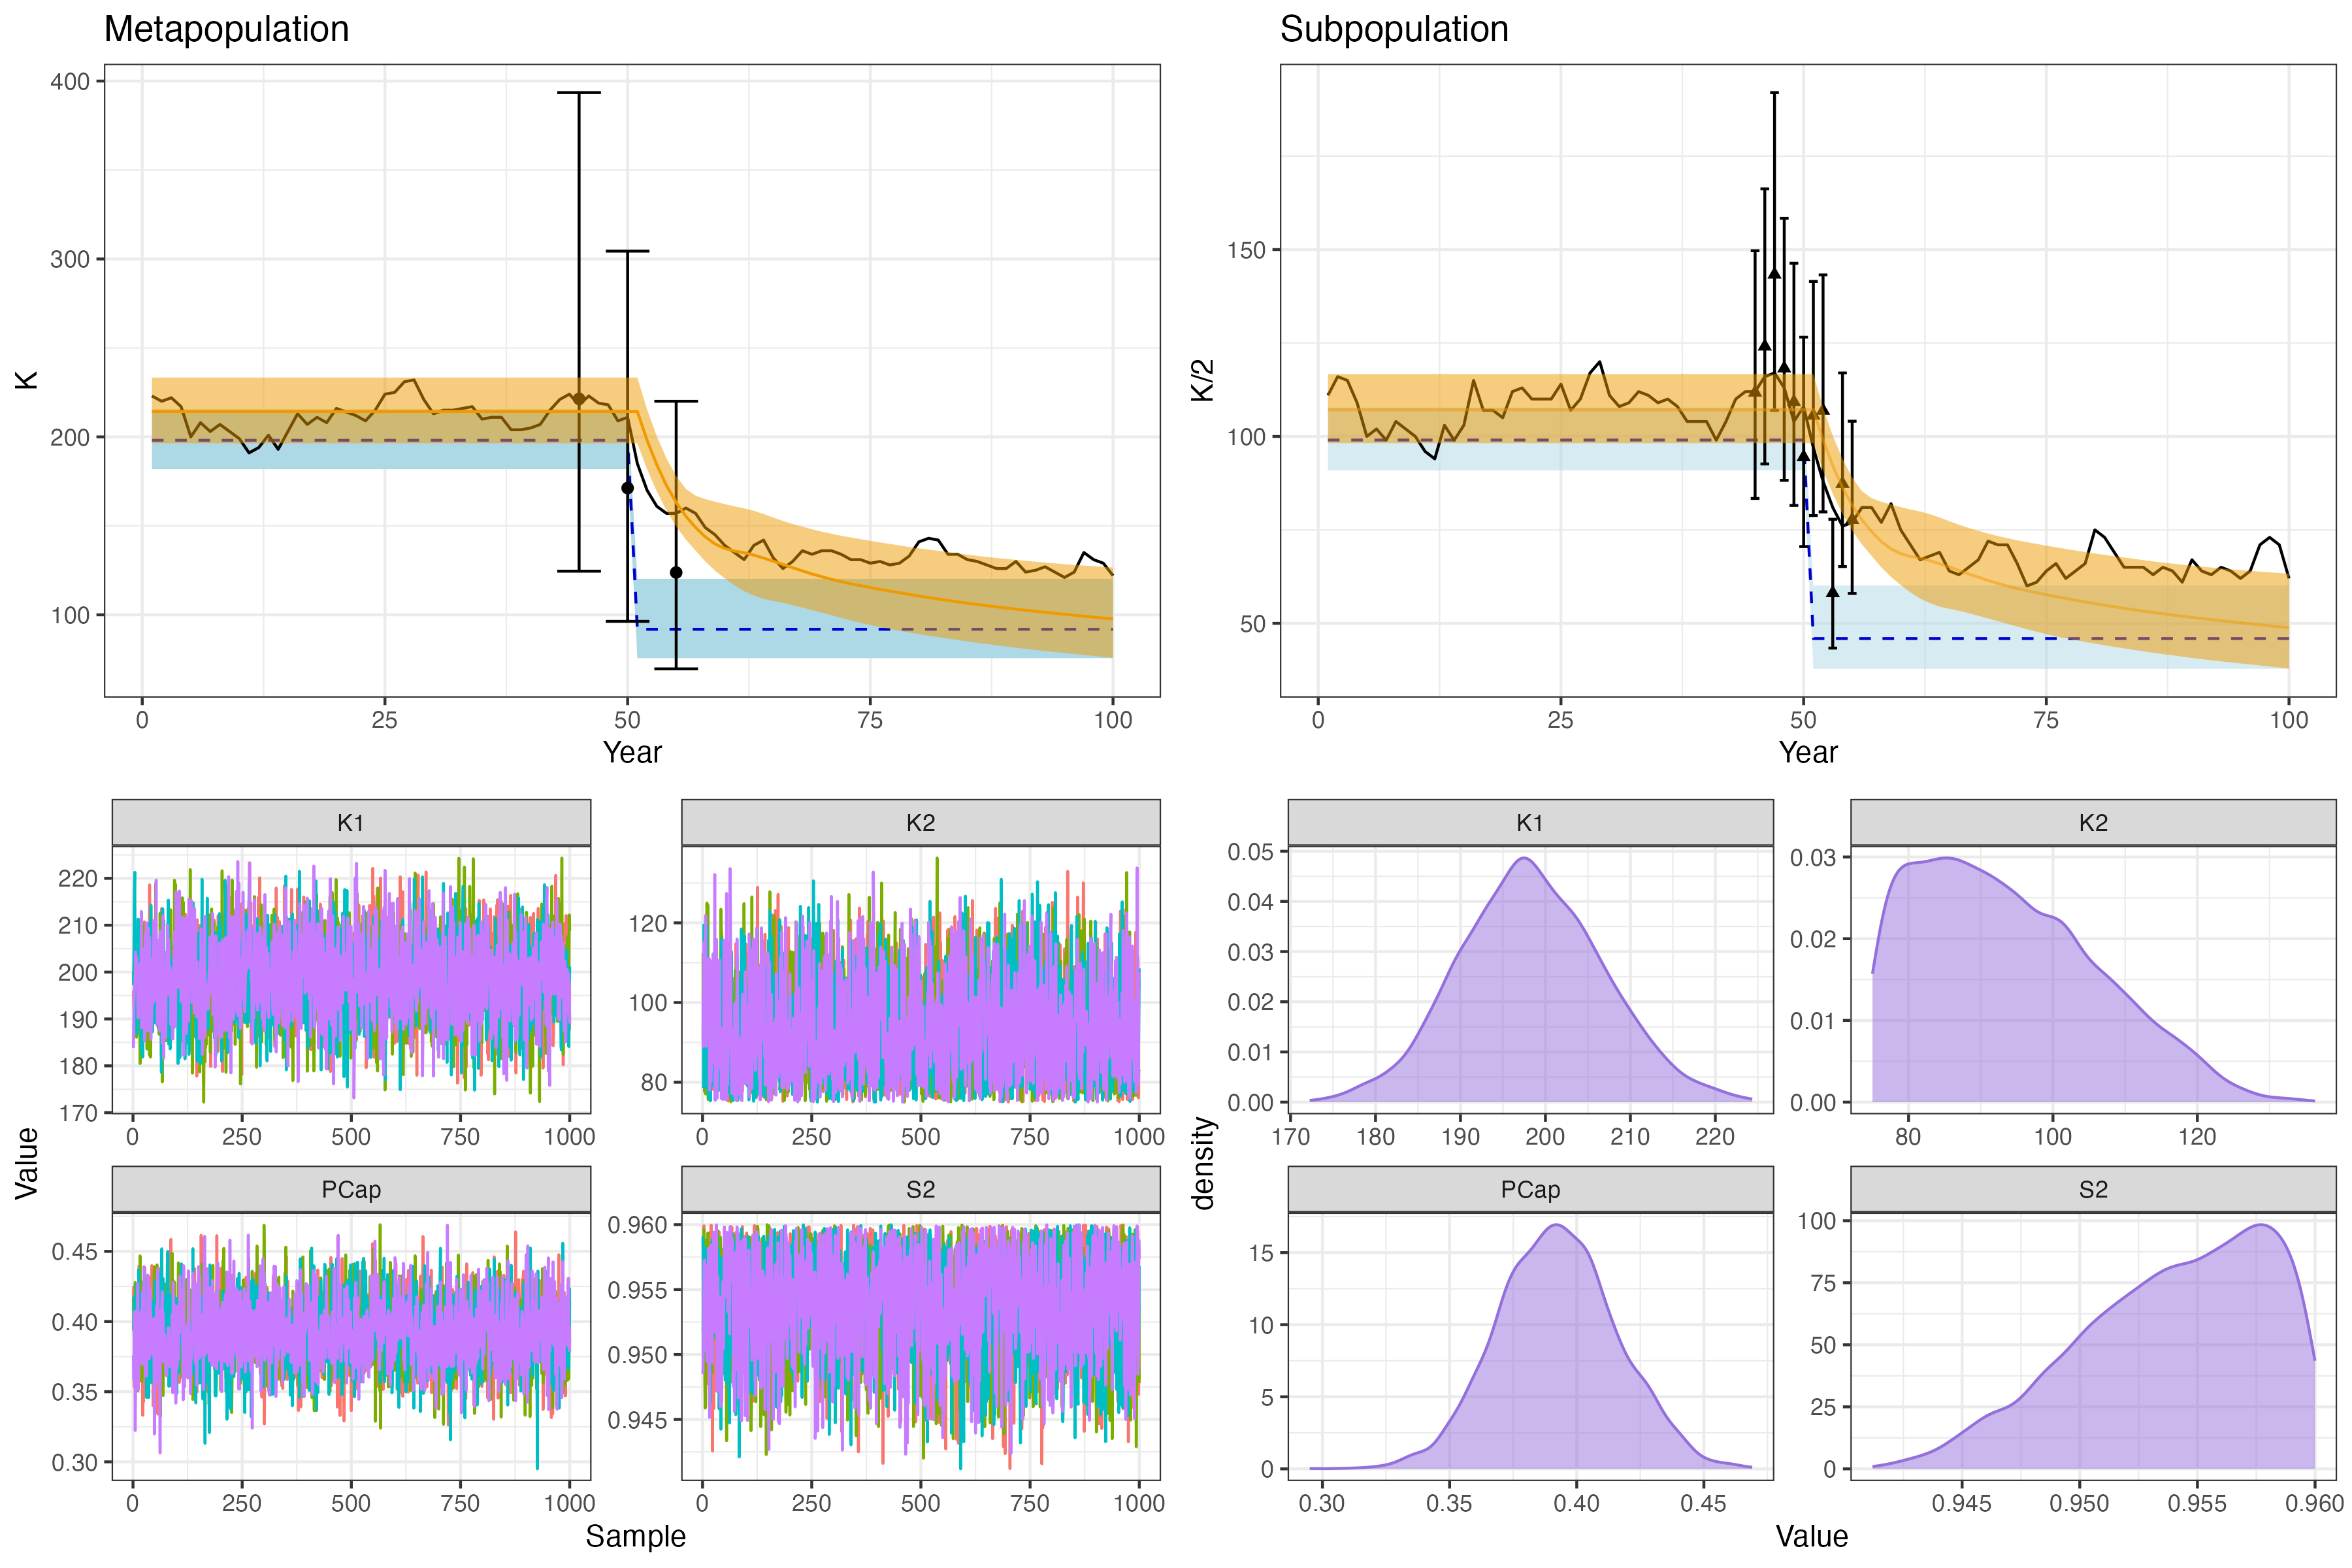 Metapopulation
Subpopulation
400
300
200
100
K
0 25 50 75 100
Year
150
100
50
K/2
0 25 50 75 100
Year
K1
K2
220
210
200
190
180
170
0 250 500 750 1000
120
100
80
0 250 500 750 1000
PCap
S2
0.45
0.40
0.35
0.30
0 250 500 750 1000
0.960
0.955
0.950
0.945
0 250 500 750 1000
Value
Sample
K1
K2
0.05
0.04
0.03
0.02
0.01
0.00
170 180 190 200 210 220
0.03
0.02
0.01
0.00
80 100 120
PCap
S2
15
10
5
0
0.30 0.35 0.40 0.45
100
75
50
25
0
0.945 0.950 0.955 0.960
density
Value